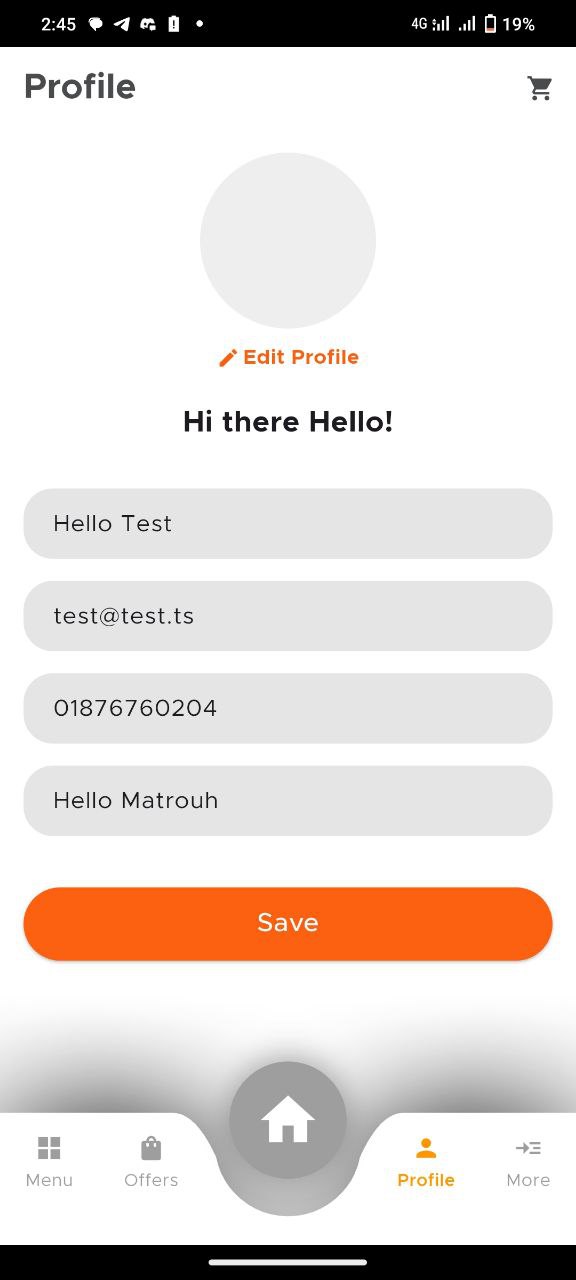 2:45
4G
19%
Profile
Edit Profile
Hi there Hello!
Hello Test
test@test.ts
01876760204
Hello Matrouh
Save
Menu
Offers
Profile
More